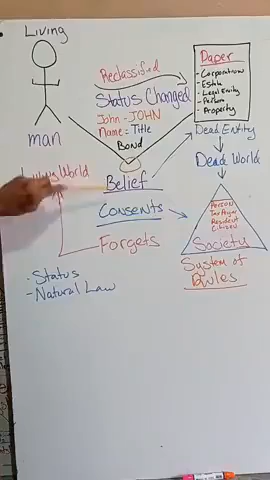 Living
man
Reclassified
Status Changed
John - JOHN
Name: Title
Bond
Paper
- Corporation
- Estate
- Legal Entity
- Person
- Property
Dead Entity
Dead World
World
Belief
Consents
Forgets
PERSON
Tax Payer
Resident
Citizen
Society
System of
Rules
- Status
- Natural Law